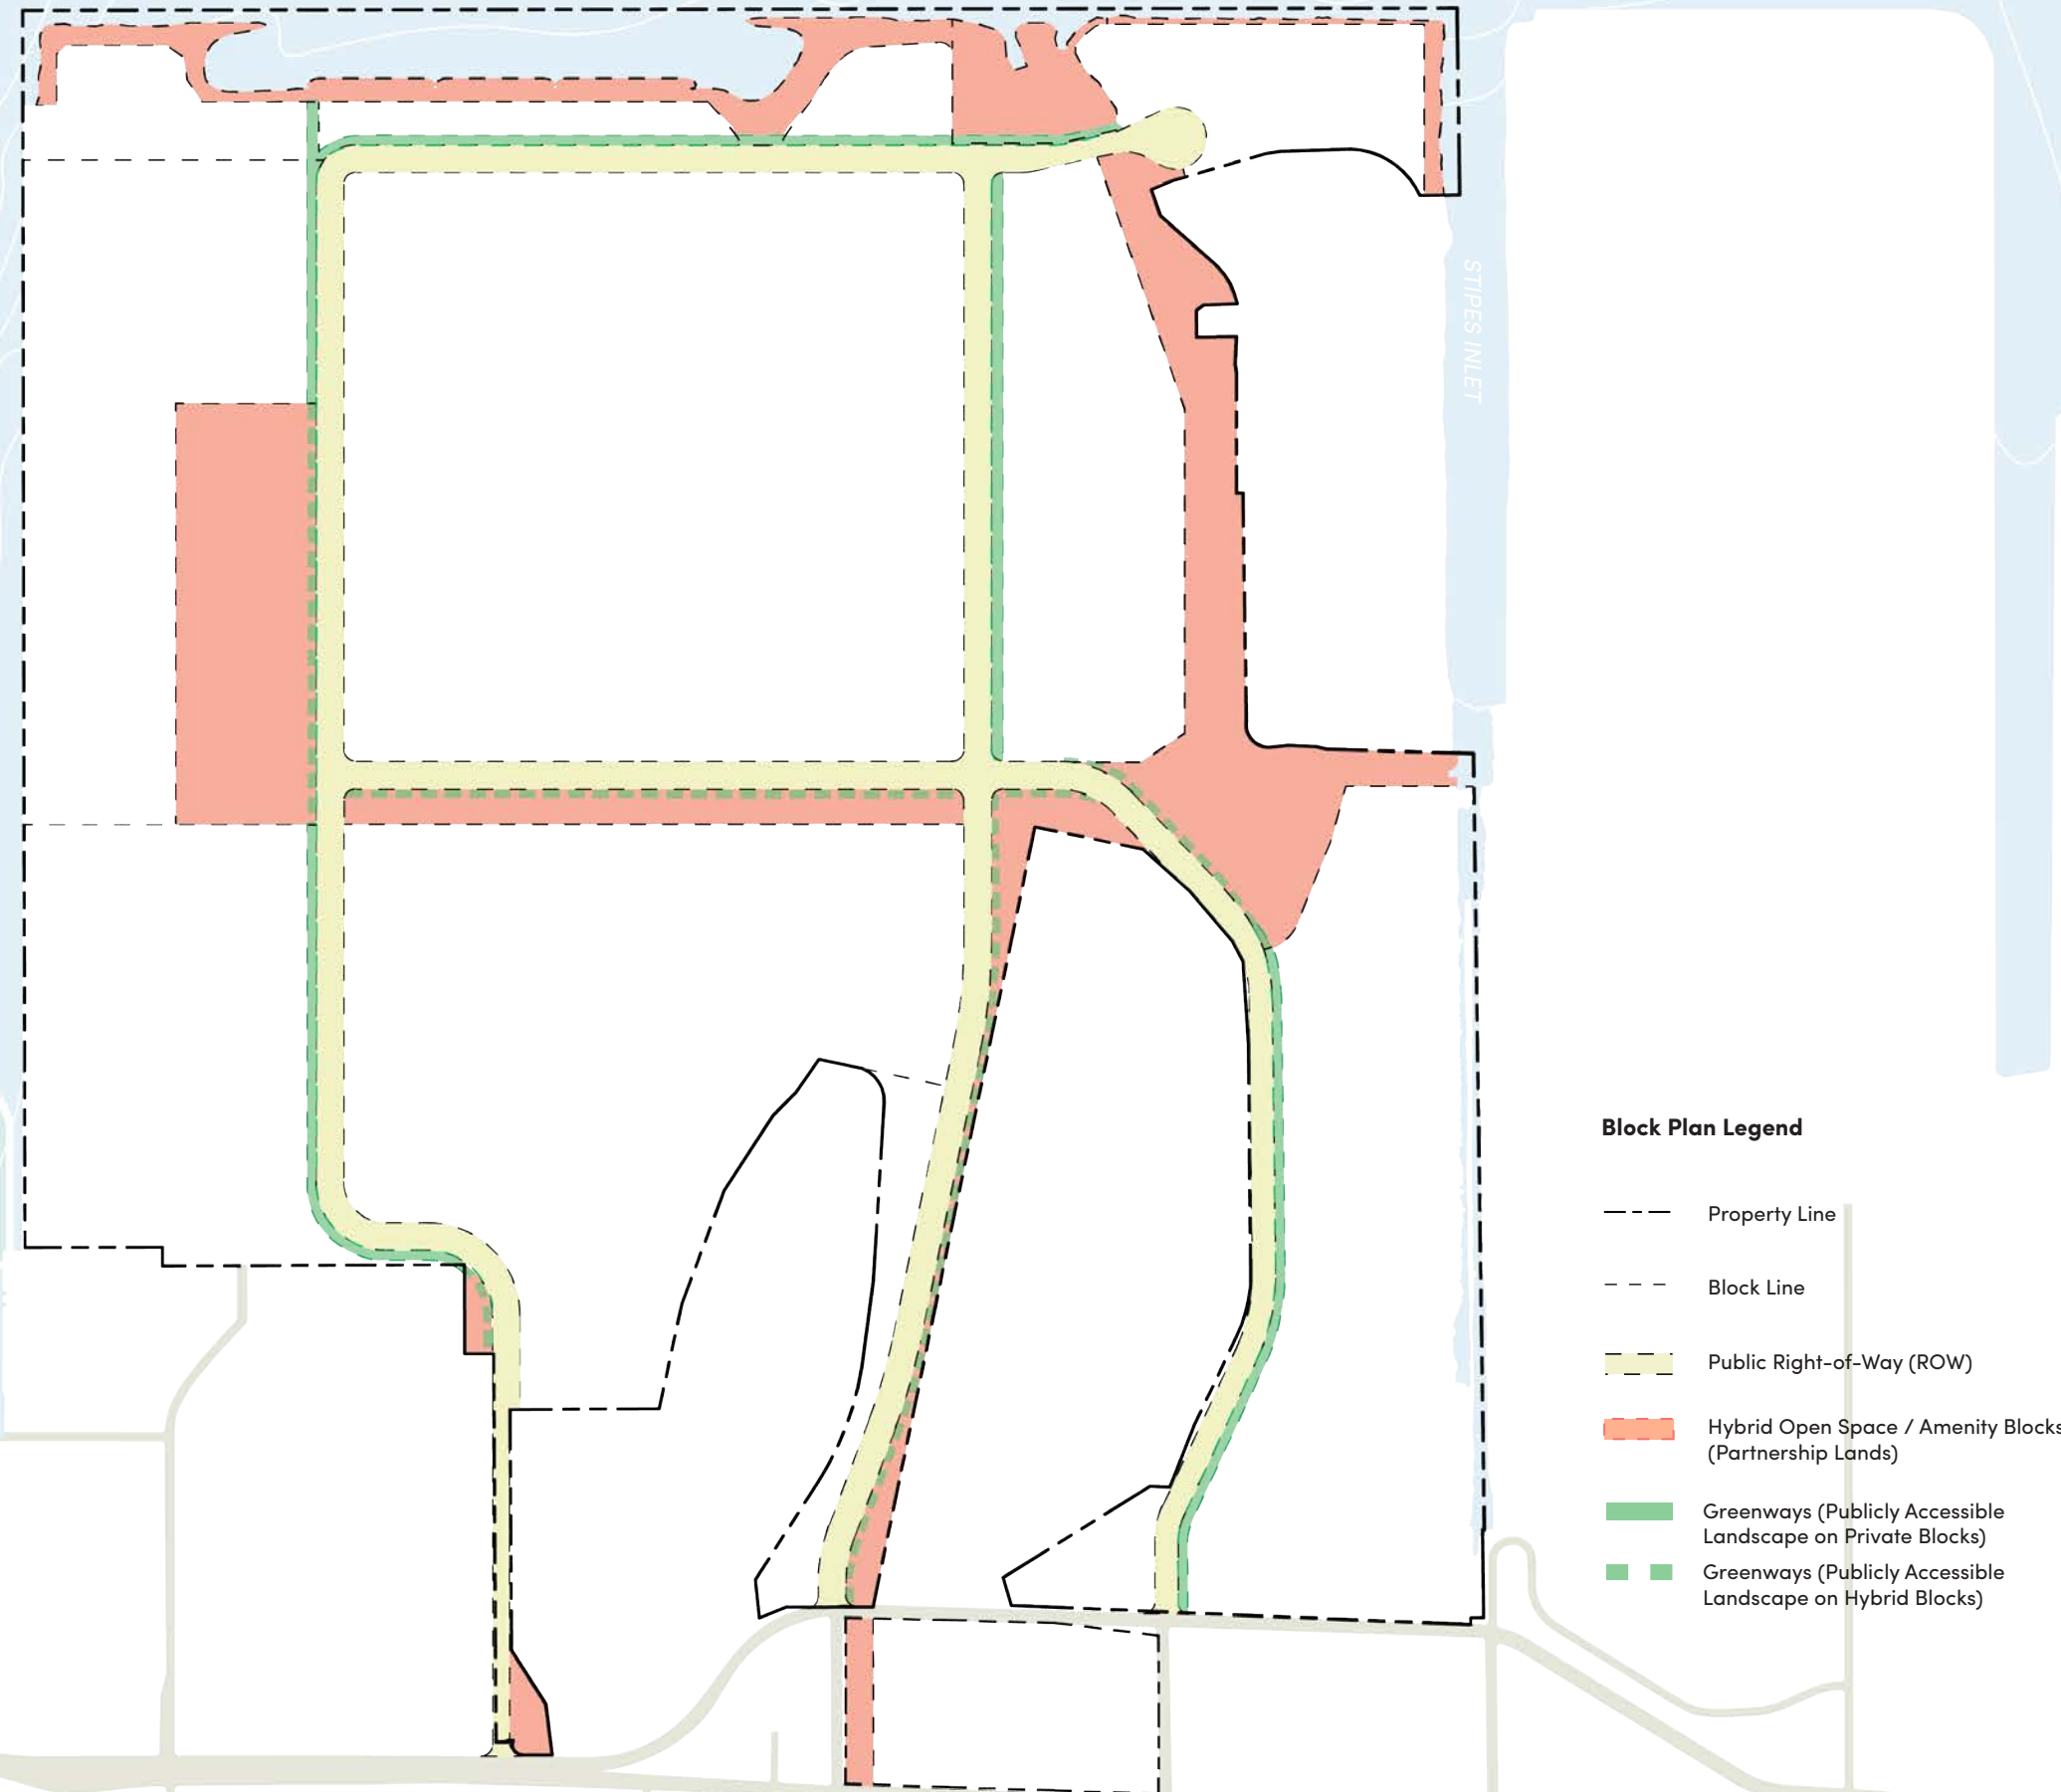 STIPES INLET
Block Plan Legend
Property Line
Block Line
Public Right-of-Way (ROW)
Hybrid Open Space / Amenity Blocks
(Partnership Lands)
Greenways (Publicly Accessible
Landscape on Private Blocks)
Greenways (Publicly Accessible
Landscape on Hybrid Blocks)